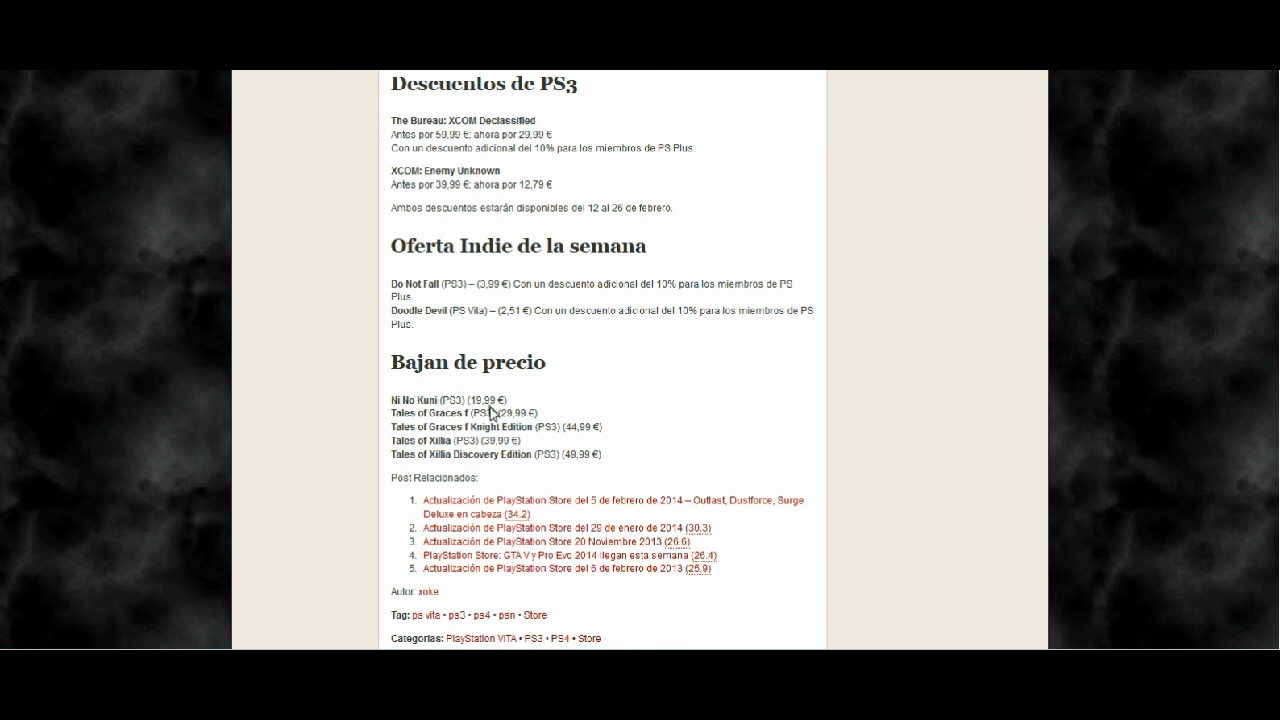 Descuentos de PS3
The Bureau: XCOM Declassified
Antes por 59,99 €; ahora por 29,99 €
Con un descuento adicional del 10% para los miembros de PS Plus.
XCOM: Enemy Unknown
Antes por 39,99 €; ahora por 12,79 €
Ambos descuentos estarán disponibles del 12 al 26 de febrero.
Oferta Indie de la semana
Do Not Fall (PS3) – (3,99 €) Con un descuento adicional del 10% para los miembros de PS
Plus.
Doodle Devil (PS Vita) – (2,51 €) Con un descuento adicional del 10% para los miembros de PS
Plus.
Bajan de precio
Ni No Kuni (PS3) (19,99 €)
Tales of Graces f (PS3) (29,99 €)
Tales of Graces f Knight Edition (PS3) (44,99 €)
Tales of Xillia (PS3) (39,99 €)
Tales of Xillia Discovery Edition (PS3) (49,99 €)
Post Relacionados:
1. Actualización de PlayStation Store del 5 de febrero de 2014 – Outlast, Dustforce, Surge
Deluxe en cabeza (34.2)
2. Actualización de PlayStation Store del 29 de enero de 2014 (30.3)
3. Actualización de PlayStation Store 20 Noviembre 2013 (26.6)
4. PlayStation Store: GTA V y Pro Evo 2014 llegan esta semana (26.4)
5. Actualización de PlayStation Store del 6 de febrero de 2013 (25.9)
Autor: xoke
Tag: ps vita • ps3 • ps4 • psn • Store
Categorias: PlayStation VITA • PS3 • PS4 • Store